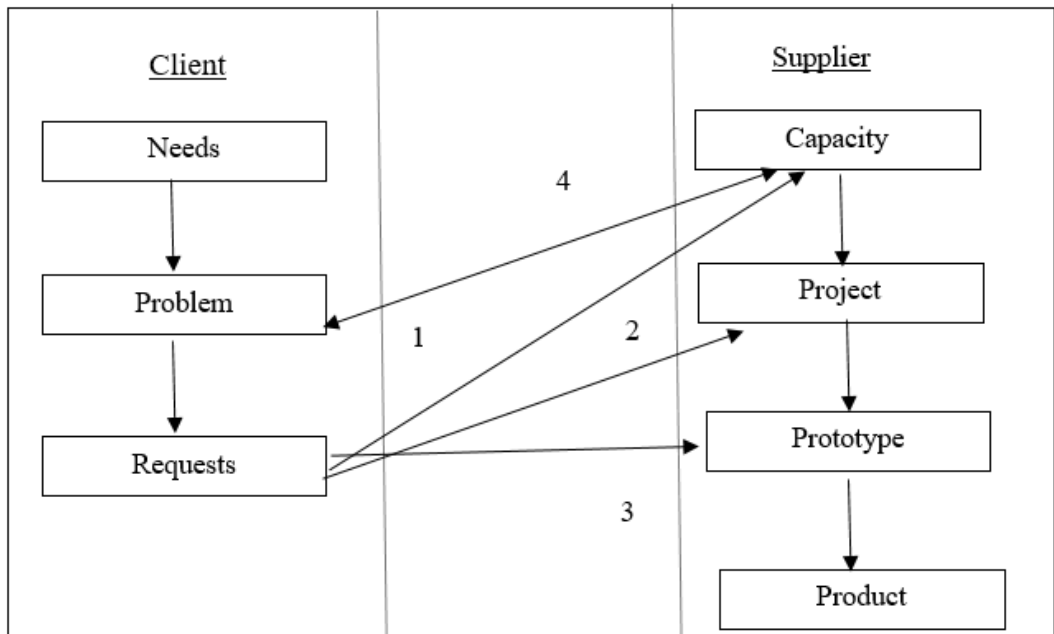 Client
Supplier
Needs
Capacity
4
Problem
Project
1
2
Requests
Prototype
3
Product